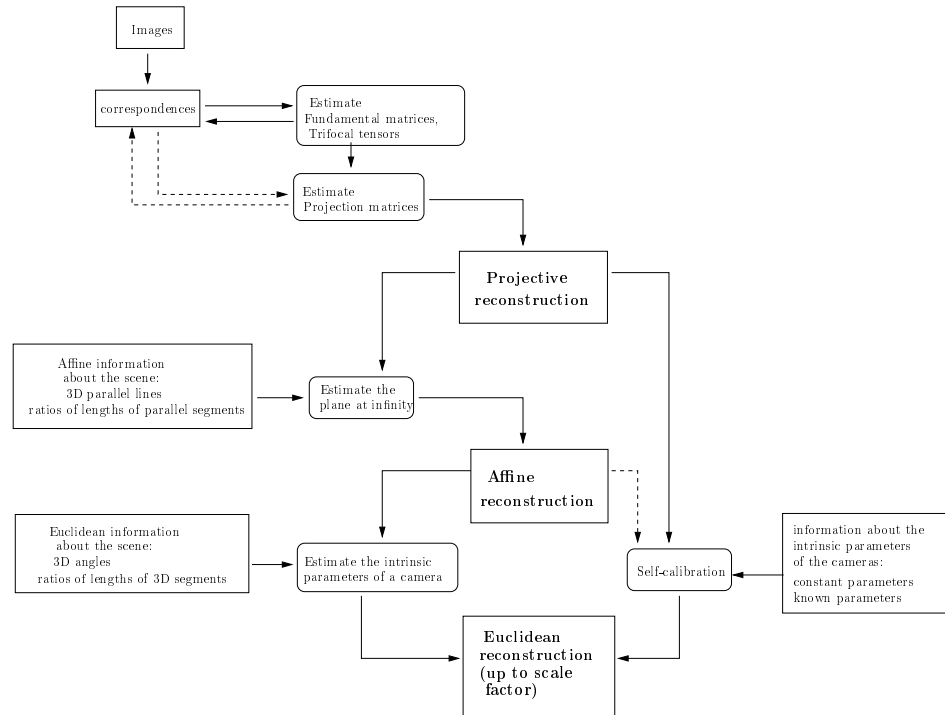 Images
correspondences
Estimate
Fundamental matrices,
Trifocal tensors
Estimate
Projection matrices
Projective
reconstruction
Affine information
about the scene:
3D parallel lines
ratios of lengths of parallel segments
Estimate the
plane at infinity
Affine
reconstruction
Euclidean information
about the scene:
3D angles
ratios of lengths of 3D segments
Estimate the intrinsic
parameters of a camera
Self-calibration
information about the
intrinsic parameters
of the cameras:
constant parameters
known parameters
Euclidean
reconstruction
(up to scale
factor)